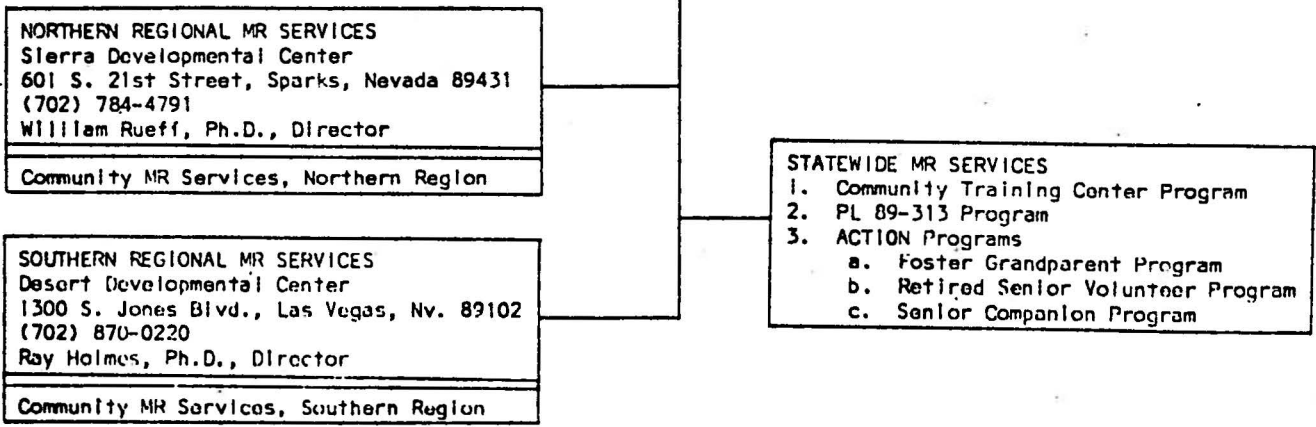 NORTHERN REGIONAL MR SERVICES
Sierra Developmental Center
601 S. 21st Street, Sparks, Nevada 89431
(702) 784-4791
William Rueff, Ph.D., Director
Community MR Services, Northern Region
SOUTHERN REGIONAL MR SERVICES
Desert Developmental Center
1300 S. Jones Blvd., Las Vegas, Nv. 89102
(702) 870-0220
Ray Holmes, Ph.D., Director
Community MR Services, Southern Region
STATEWIDE MR SERVICES
1. Community Training Center Program
2. PL 89-313 Program
3. ACTION Programs
a. Foster Grandparent Program
b. Retired Senior Volunteer Program
c. Senior Companion Program